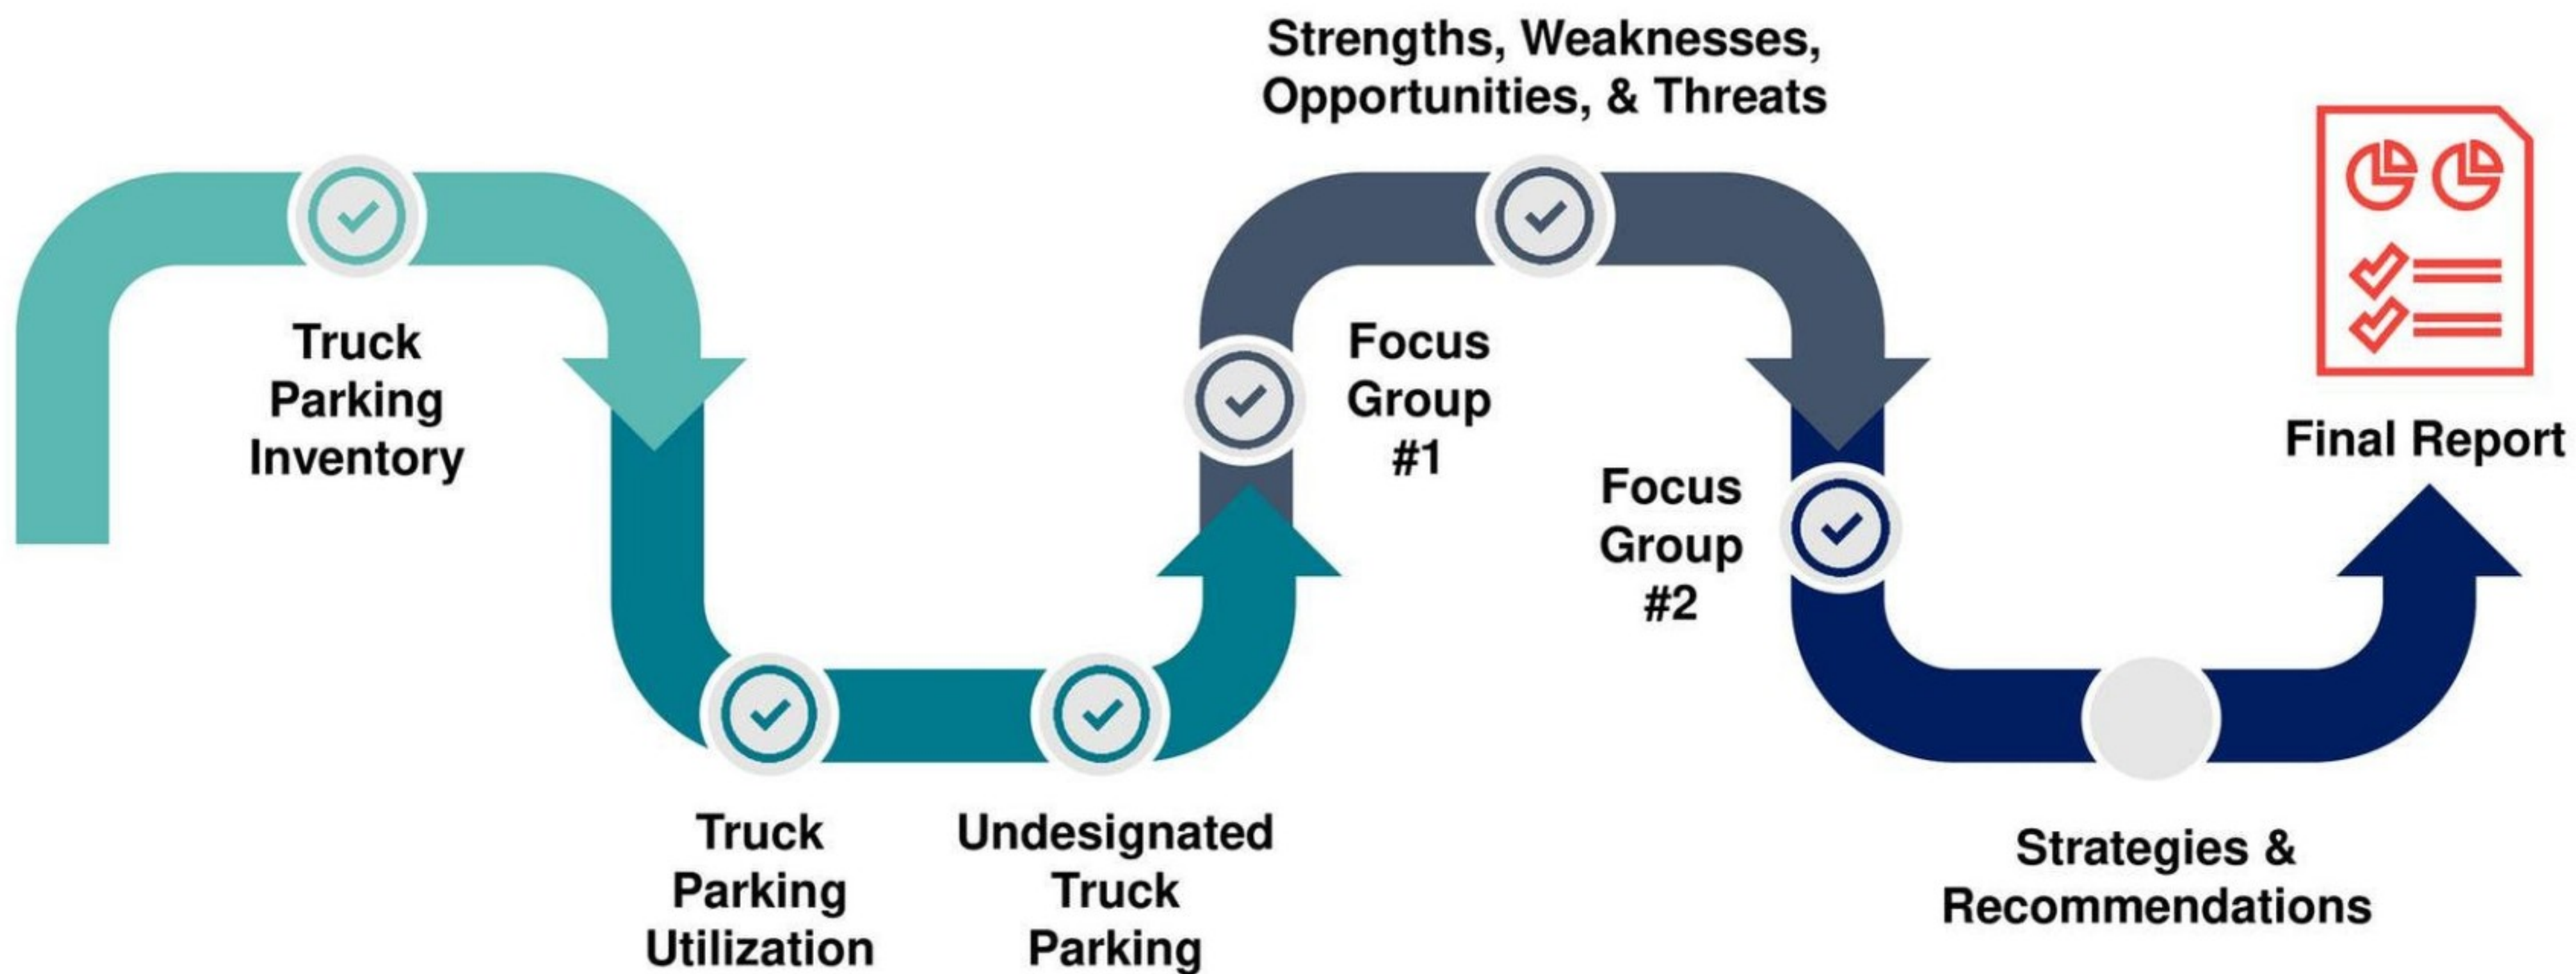 Truck
Parking
Inventory
Truck
Parking
Utilization
Undesignated
Truck
Parking
Focus
Group
#1
Strengths, Weaknesses,
Opportunities, & Threats
Focus
Group
#2
Strategies &
Recommendations
Final Report